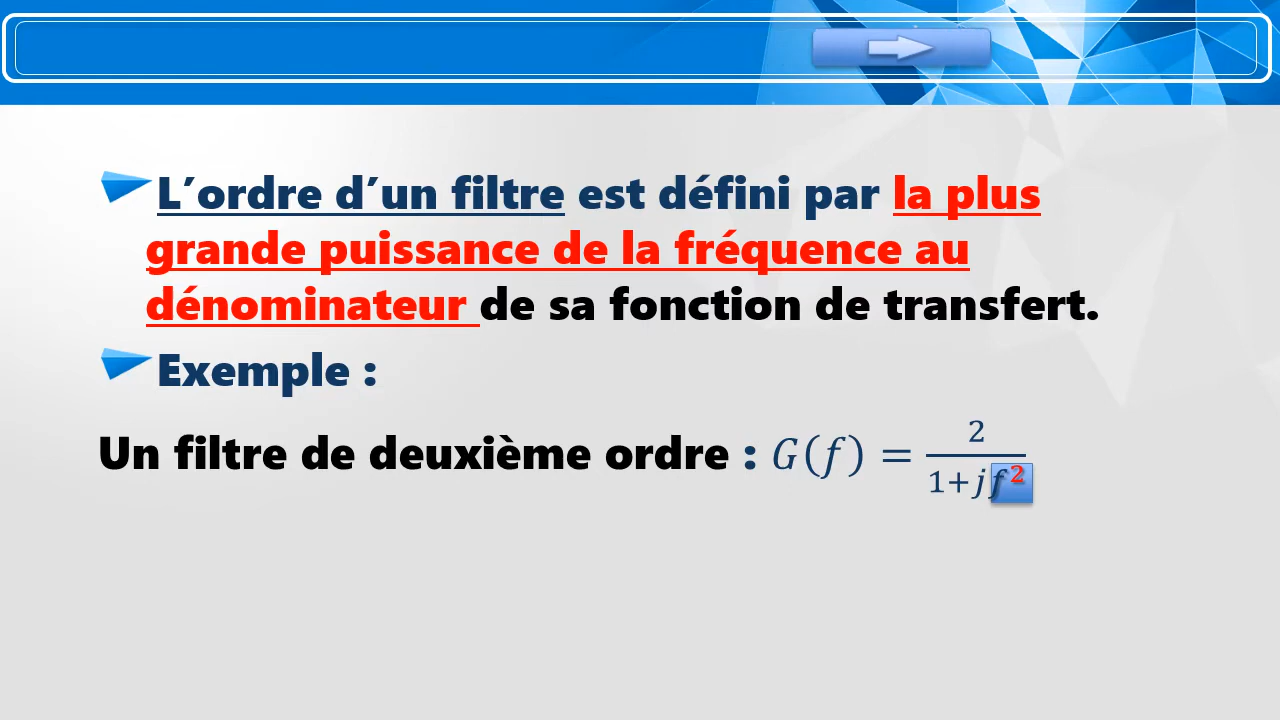 L’ordre d’un filtre est défini par la plus
grande puissance de la fréquence au
dénominateur de sa fonction de transfert.
Exemple :
Un filtre de deuxième ordre : G(f) = 2/(1+jf²)